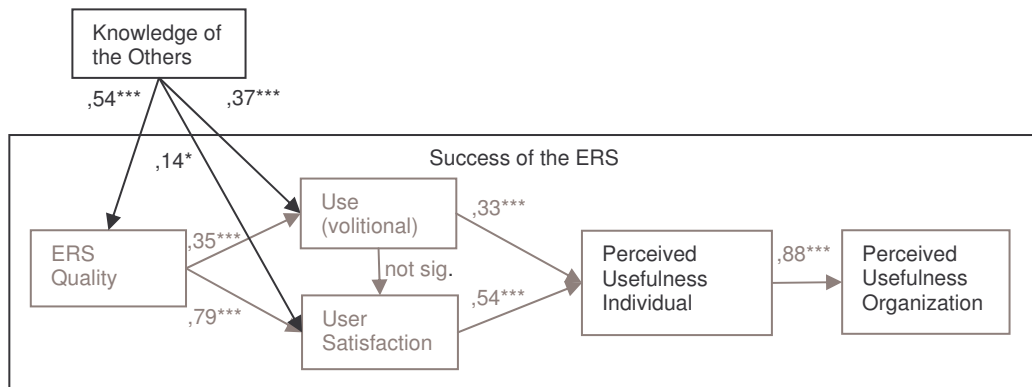 Knowledge of
the Others
,54***
,37***
,14*
Success of the ERS
Use
(volitional)
,33***
,35***
ERS
Quality
not sig.
Perceived
Usefulness
Individual
,88***
Perceived
Usefulness
Organization
,54***
,79***
User
Satisfaction